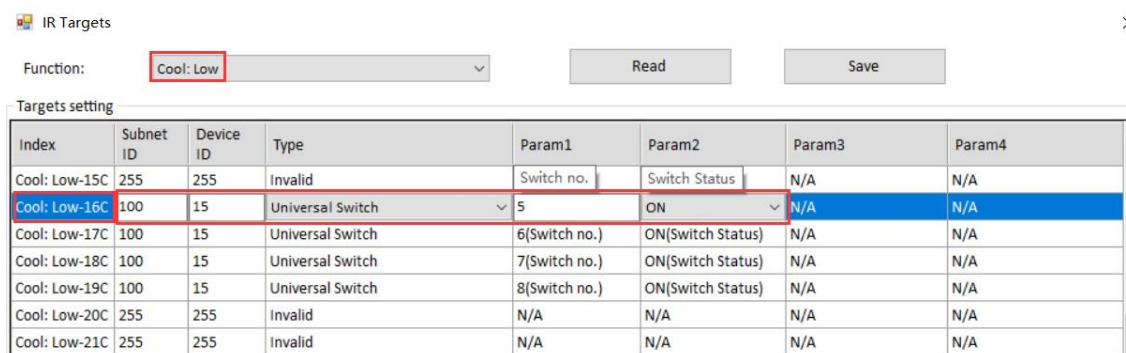 IR Targets
Function: Cool: Low Read Save
Targets setting
Index Subnet ID Device ID Type Param1 Param2 Param3 Param4
Cool: Low-15C 255 255 Invalid Switch no. Switch Status N/A N/A
Cool: Low-16C 100 15 Universal Switch 5 ON N/A N/A
Cool: Low-17C 100 15 Universal Switch 6(Switch no.) ON(Switch Status) N/A N/A
Cool: Low-18C 100 15 Universal Switch 7(Switch no.) ON(Switch Status) N/A N/A
Cool: Low-19C 100 15 Universal Switch 8(Switch no.) ON(Switch Status) N/A N/A
Cool: Low-20C 255 255 Invalid N/A N/A N/A N/A
Cool: Low-21C 255 255 Invalid N/A N/A N/A N/A